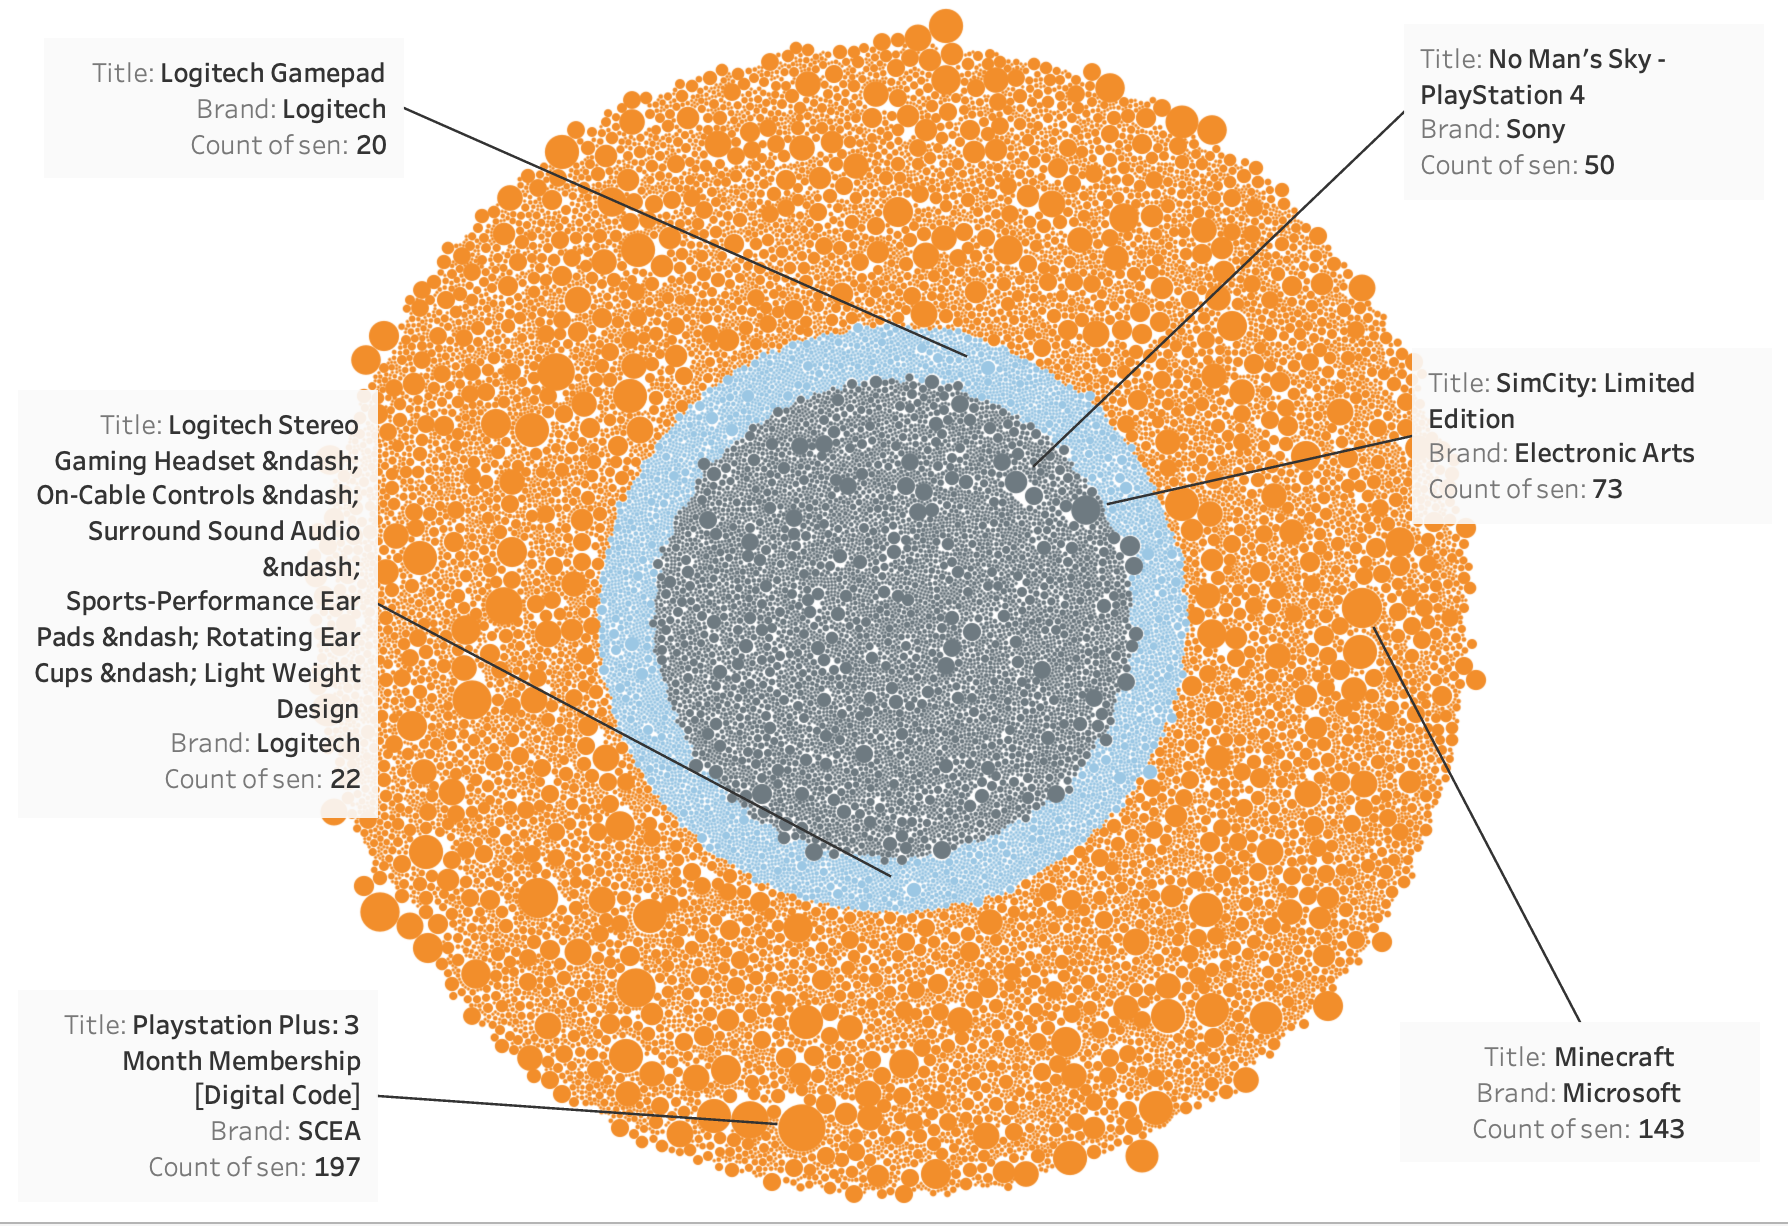 Title: Logitech Gamepad
Brand: Logitech
Count of sen: 20
Title: No Man's Sky -
PlayStation 4
Brand: Sony
Count of sen: 50
Title: SimCity: Limited
Edition
Brand: Electronic Arts
Count of sen: 73
Title: Logitech Stereo
Gaming Headset &ndash;
On-Cable Controls &ndash;
Surround Sound Audio
&ndash;
Sports-Performance Ear
Pads &ndash; Rotating Ear
Cups &ndash; Light Weight
Design
Brand: Logitech
Count of sen: 22
Title: Playstation Plus: 3
Month Membership
[Digital Code]
Brand: SCEA
Count of sen: 197
Title: Minecraft
Brand: Microsoft
Count of sen: 143